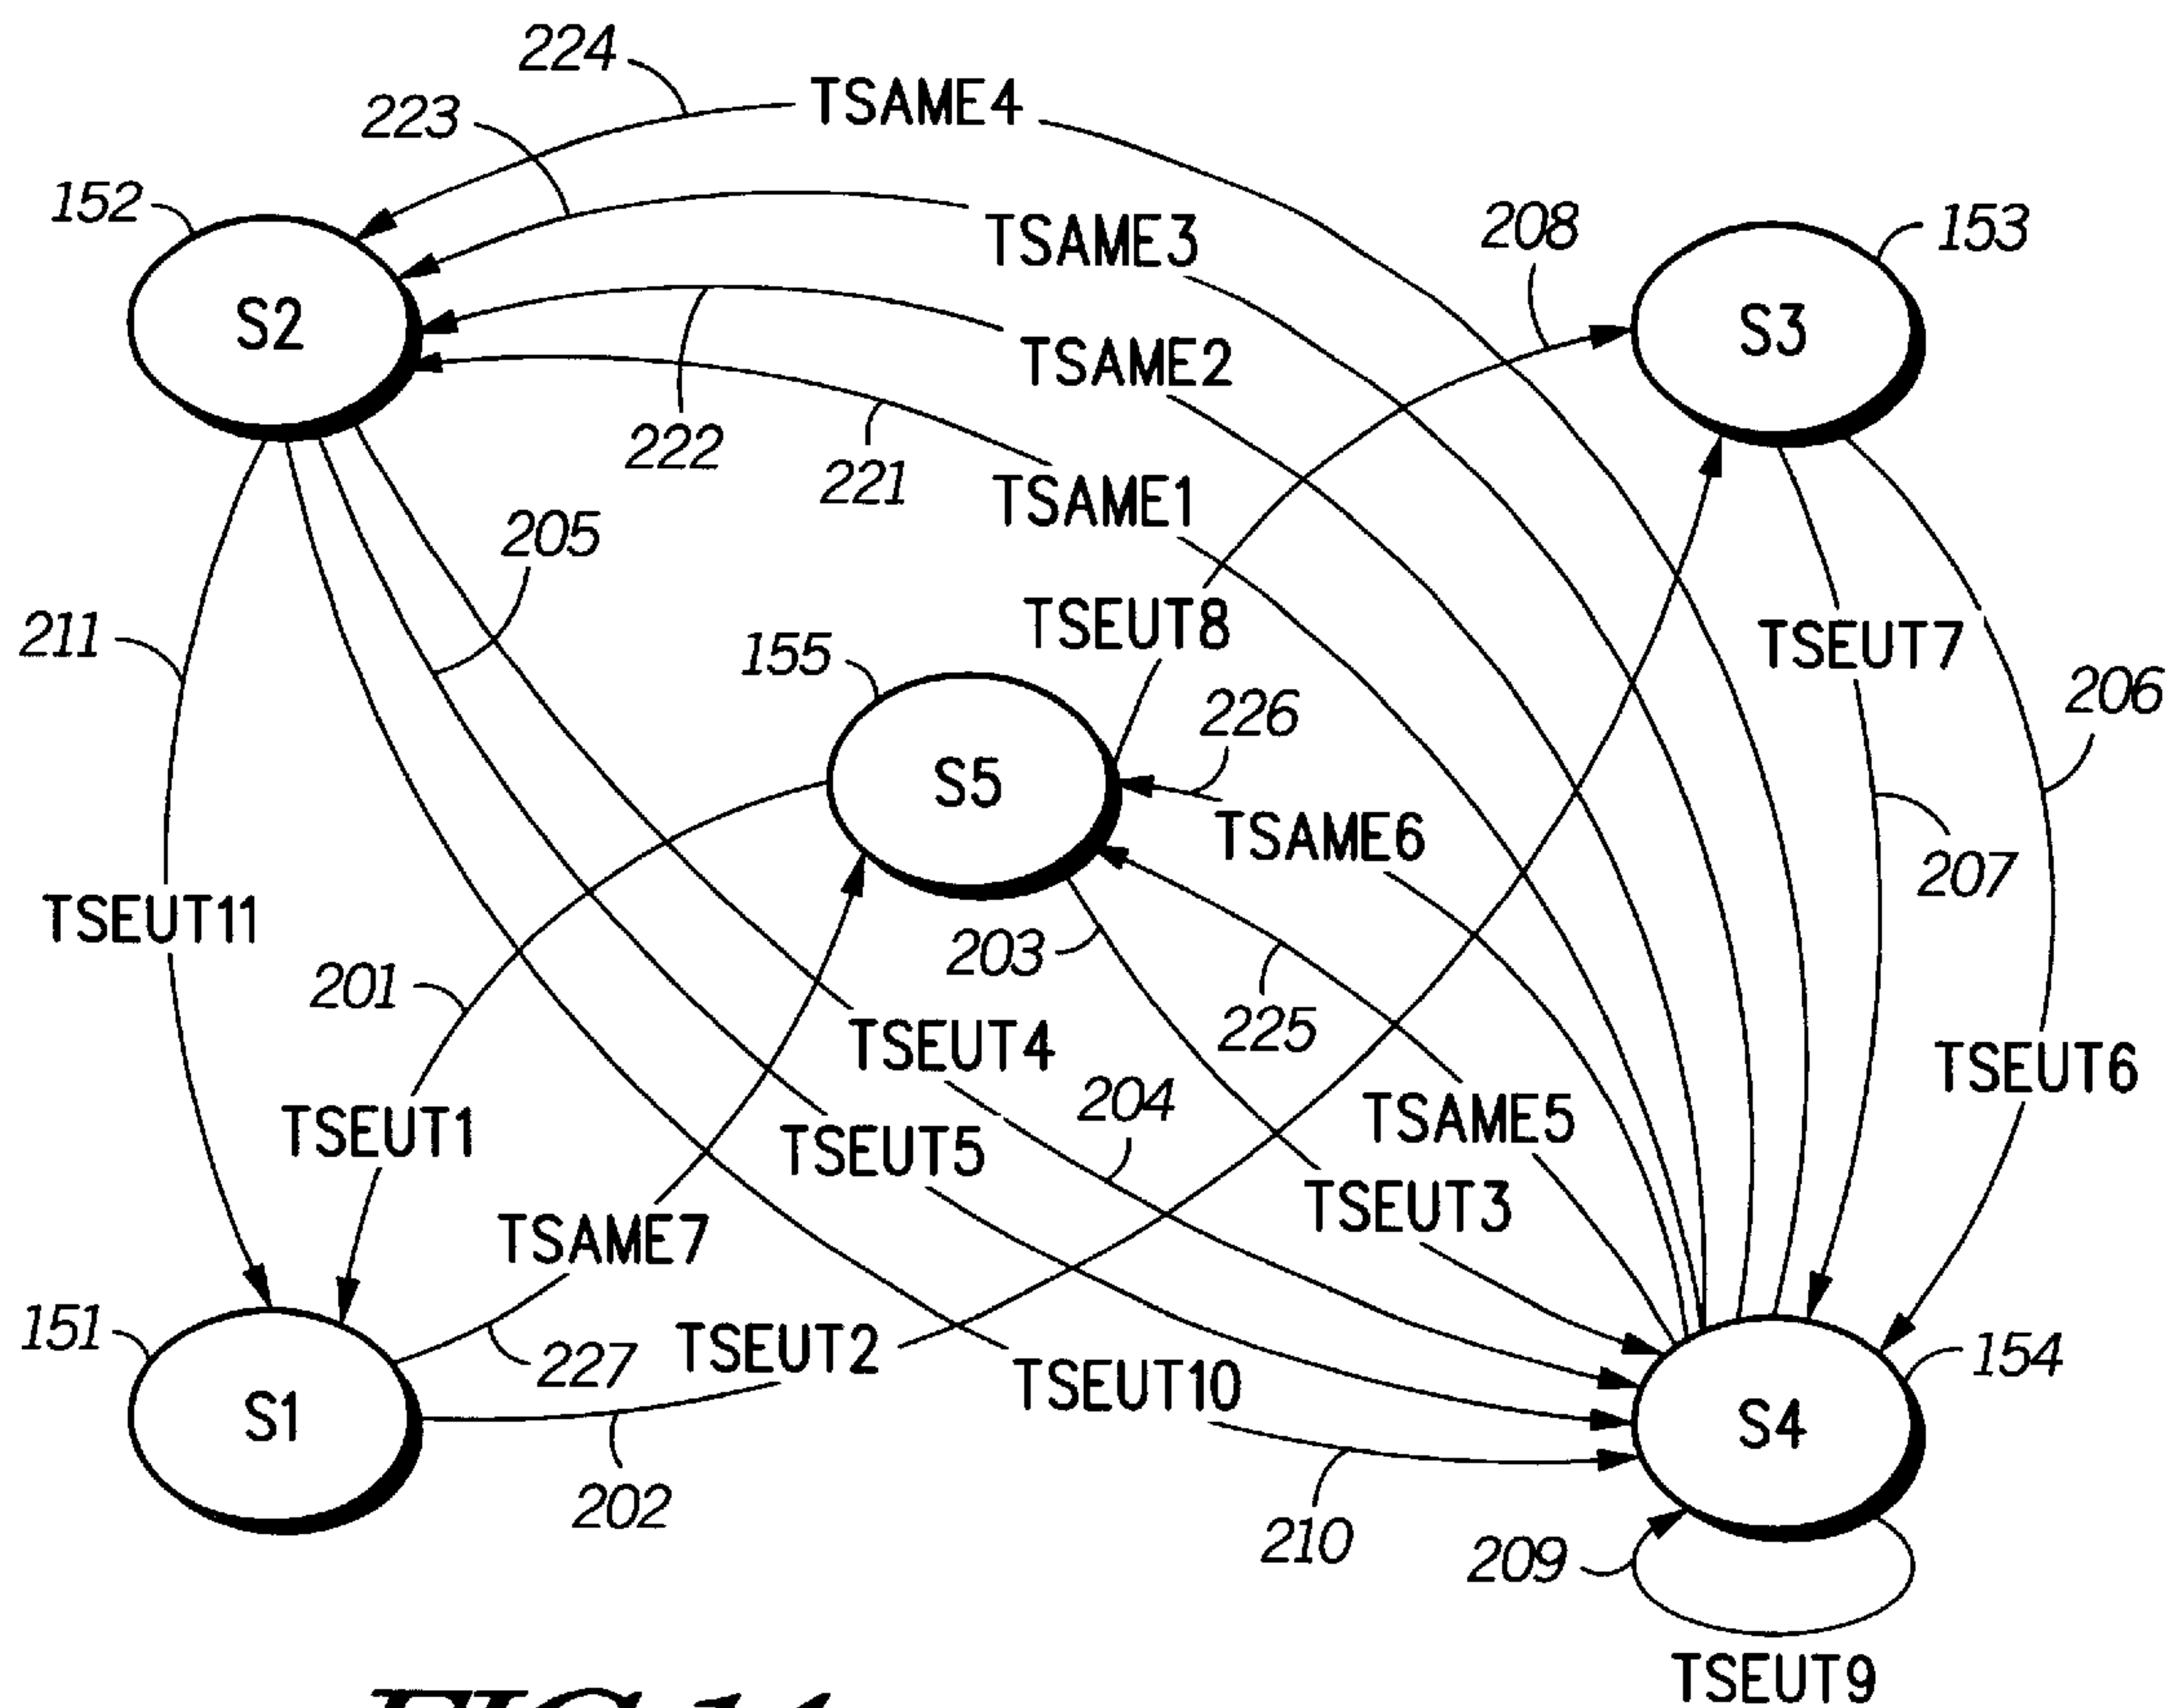 224
TSAME4
223
152
208
153
TSAME3
S2
S3
TSAME2
222
221
TSAME1
205
TSEUT8
211
155
TSEUT7
226
206
S5
TSAME6
207
TSEUT11
203
201
225
TSEUT4
204
TSEUT6
TSEUT1
TSAME5
TSEUT5
TSEUT3
TSAME7
151
227
TSEUT2
154
TSEUT10
S1
S4
202
210
209
TSEUT9